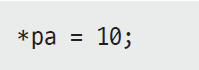 *pa = 10;